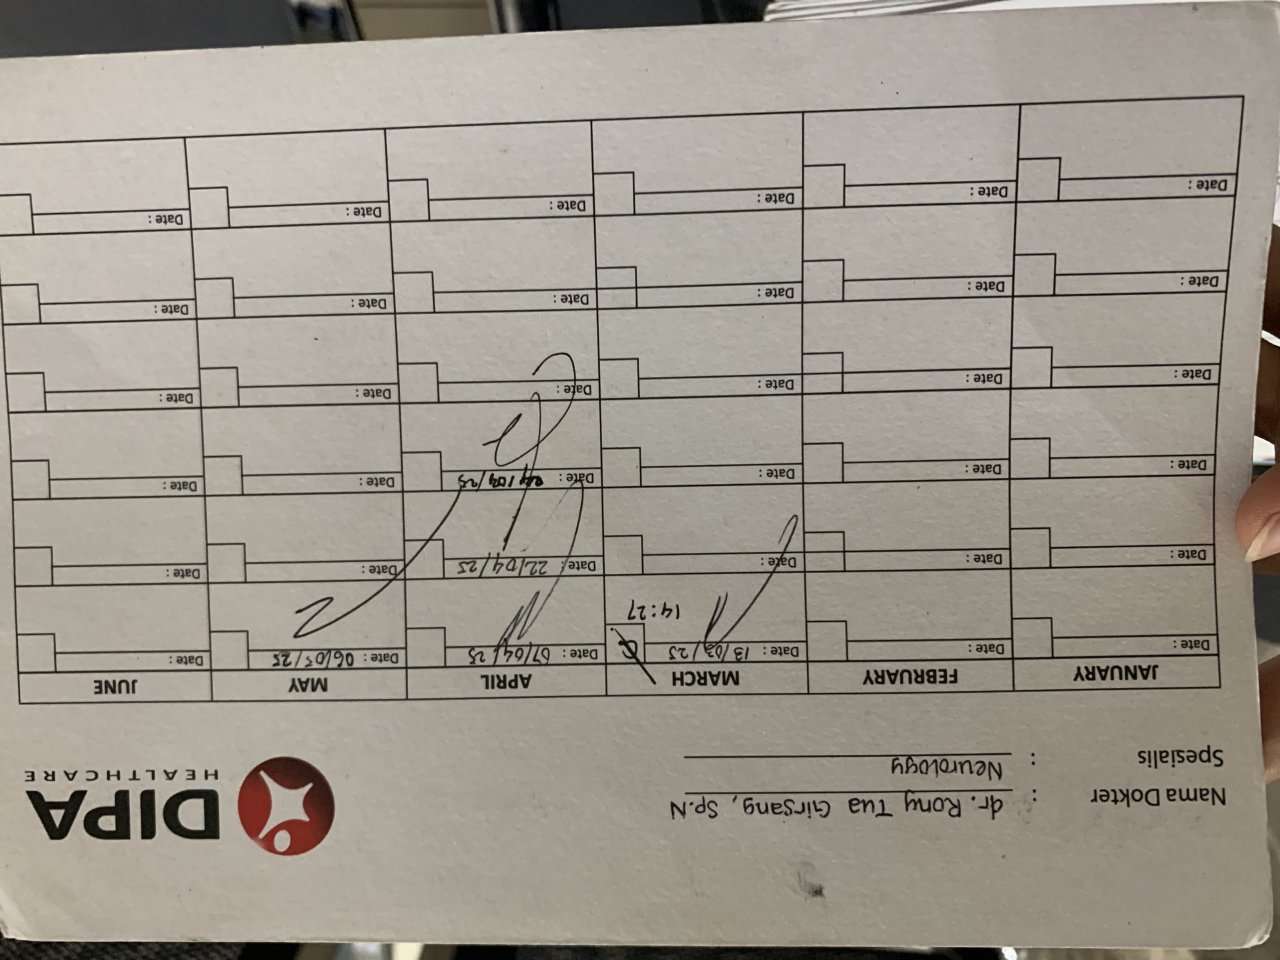 Nama Dokter : dr. Rony Tua Girsang, Sp.N
Spesialis : Neurology
DIPA
HEALTHCARE
JANUARY FEBRUARY MARCH APRIL MAY JUNE
Date : Date : Date : 13/03/25 Date : 07/04/25 Date : 06/05/25 Date :
14:27
Date : Date : Date : Date : 22/04/25 Date : Date :
Date : Date : Date : Date : 24/04/25 Date : Date :
Date : Date : Date : Date : Date : Date :
Date : Date : Date : Date : Date : Date :
Date : Date : Date : Date : Date : Date :